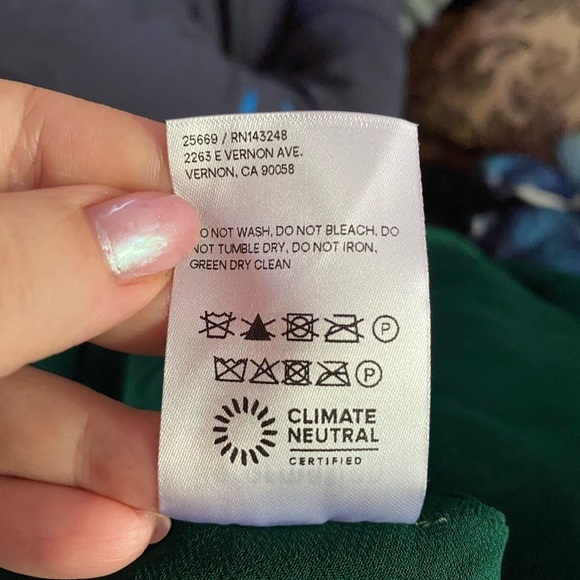 25669 / RN143248
2263 E VERNON AVE.
VERNON, CA 90058
O NOT WASH, DO NOT BLEACH, DO
NOT TUMBLE DRY, DO NOT IRON,
GREEN DRY CLEAN
P
P
CLIMATE
NEUTRAL
CERTIFIED